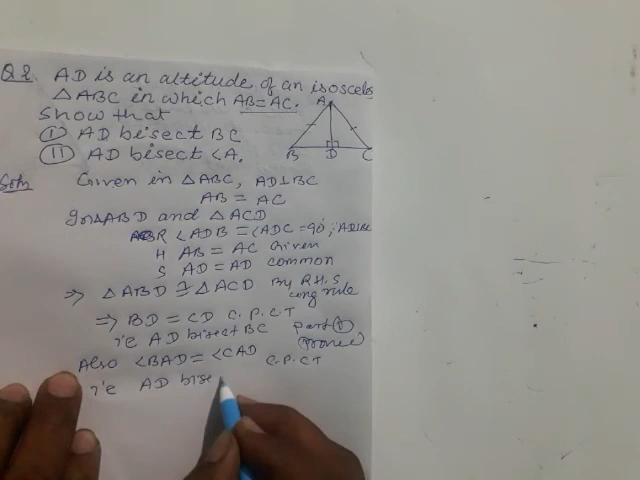 Q2. AD is an altitude of an isosceles
△ABC in which AB=AC.
Show that
(I) AD bisect BC
(II) AD bisect <A.
A
B D C
Soln Given in △ABC, AD⊥BC
AB = AC
In △ABD and △ACD
R <ADB = <ADC = 90°, ∵ AD⊥BC
H AB = AC Given
S AD = AD common
⇒ △ABD ≅ △ACD By R.H.S
cong rule
⇒ BD = CD C.P.CT
i'e AD bisect BC part (I)
(Proved)
Also <BAD = <CAD C.P.CT
i'e AD bise